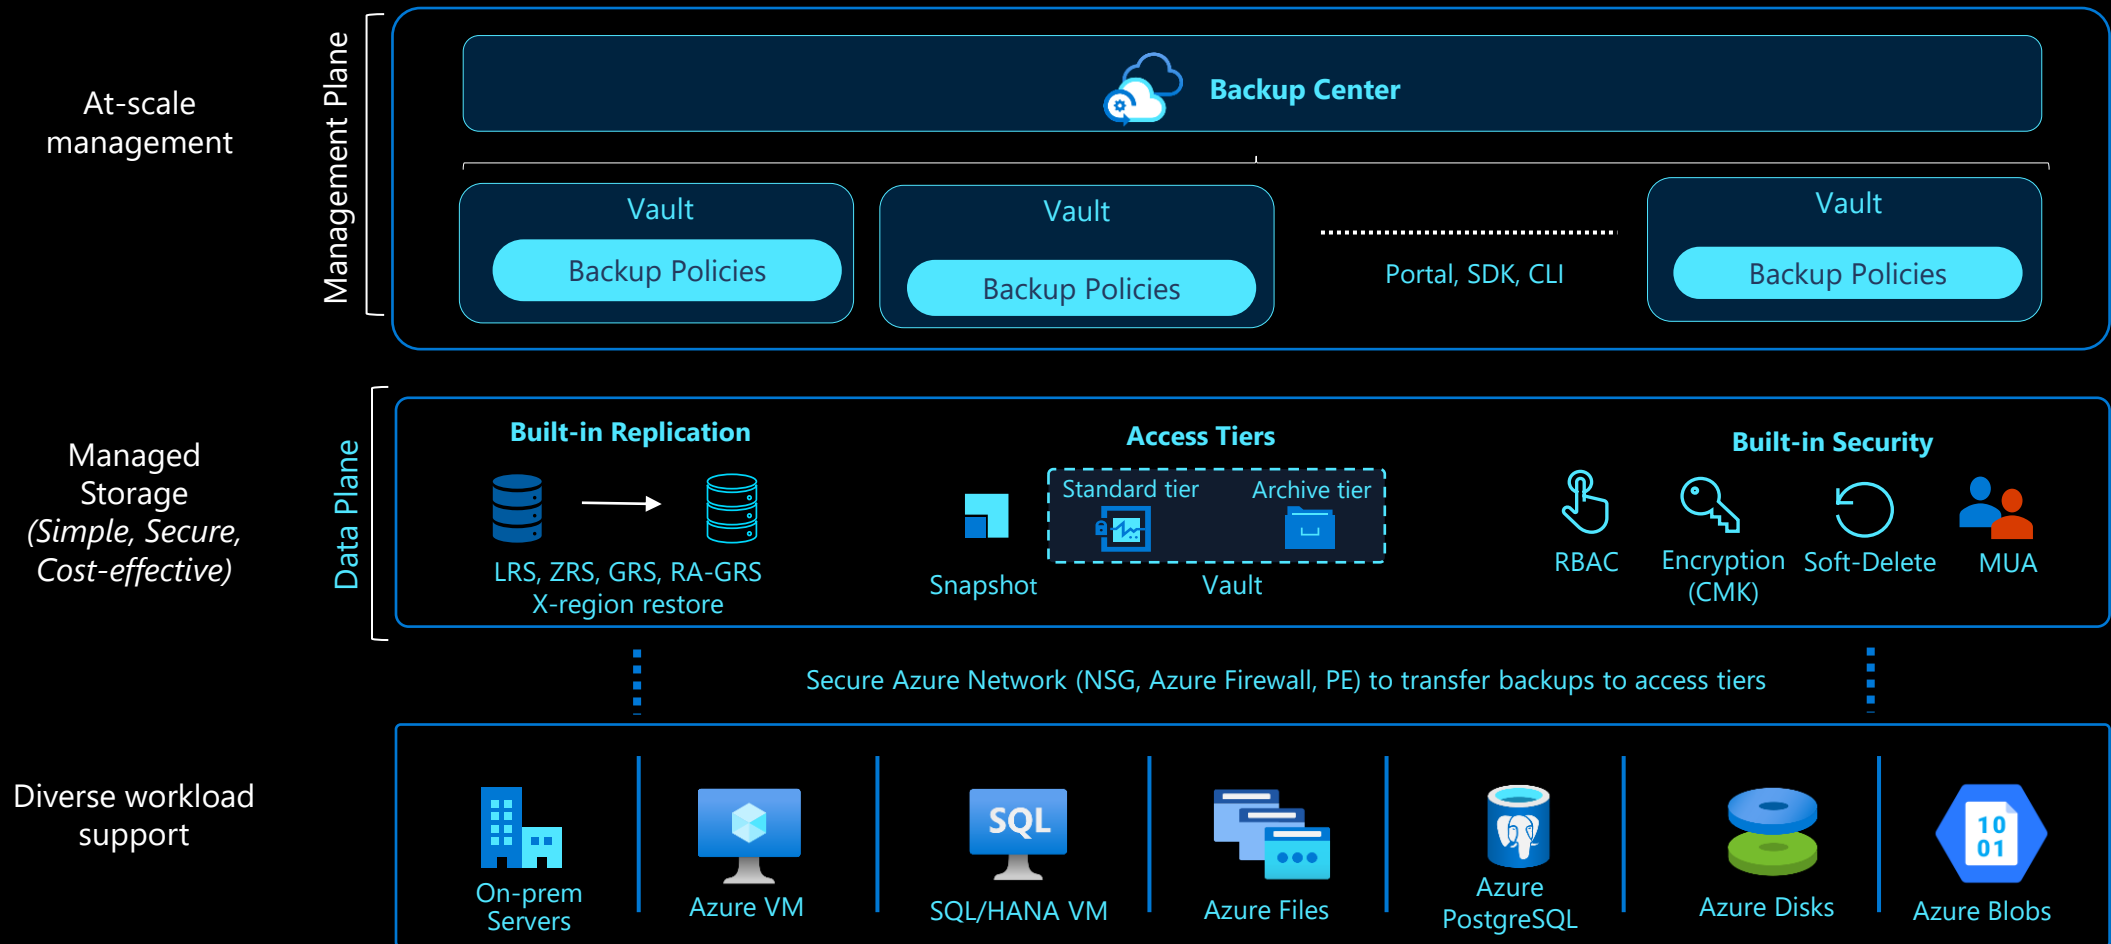 At-scale
management
Management Plane
Backup Center
Vault
Backup Policies
Vault
Backup Policies
Portal, SDK, CLI
Vault
Backup Policies
Managed
Storage
(Simple, Secure,
Cost-effective)
Data Plane
Built-in Replication
LRS, ZRS, GRS, RA-GRS
X-region restore
Access Tiers
Snapshot
Standard tier
Archive tier
Vault
Built-in Security
RBAC
Encryption
(CMK)
Soft-Delete
MUA
Secure Azure Network (NSG, Azure Firewall, PE) to transfer backups to access tiers
Diverse workload
support
On-prem
Servers
Azure VM
SQL
SQL/HANA VM
Azure Files
Azure
PostgreSQL
Azure Disks
10
01
Azure Blobs